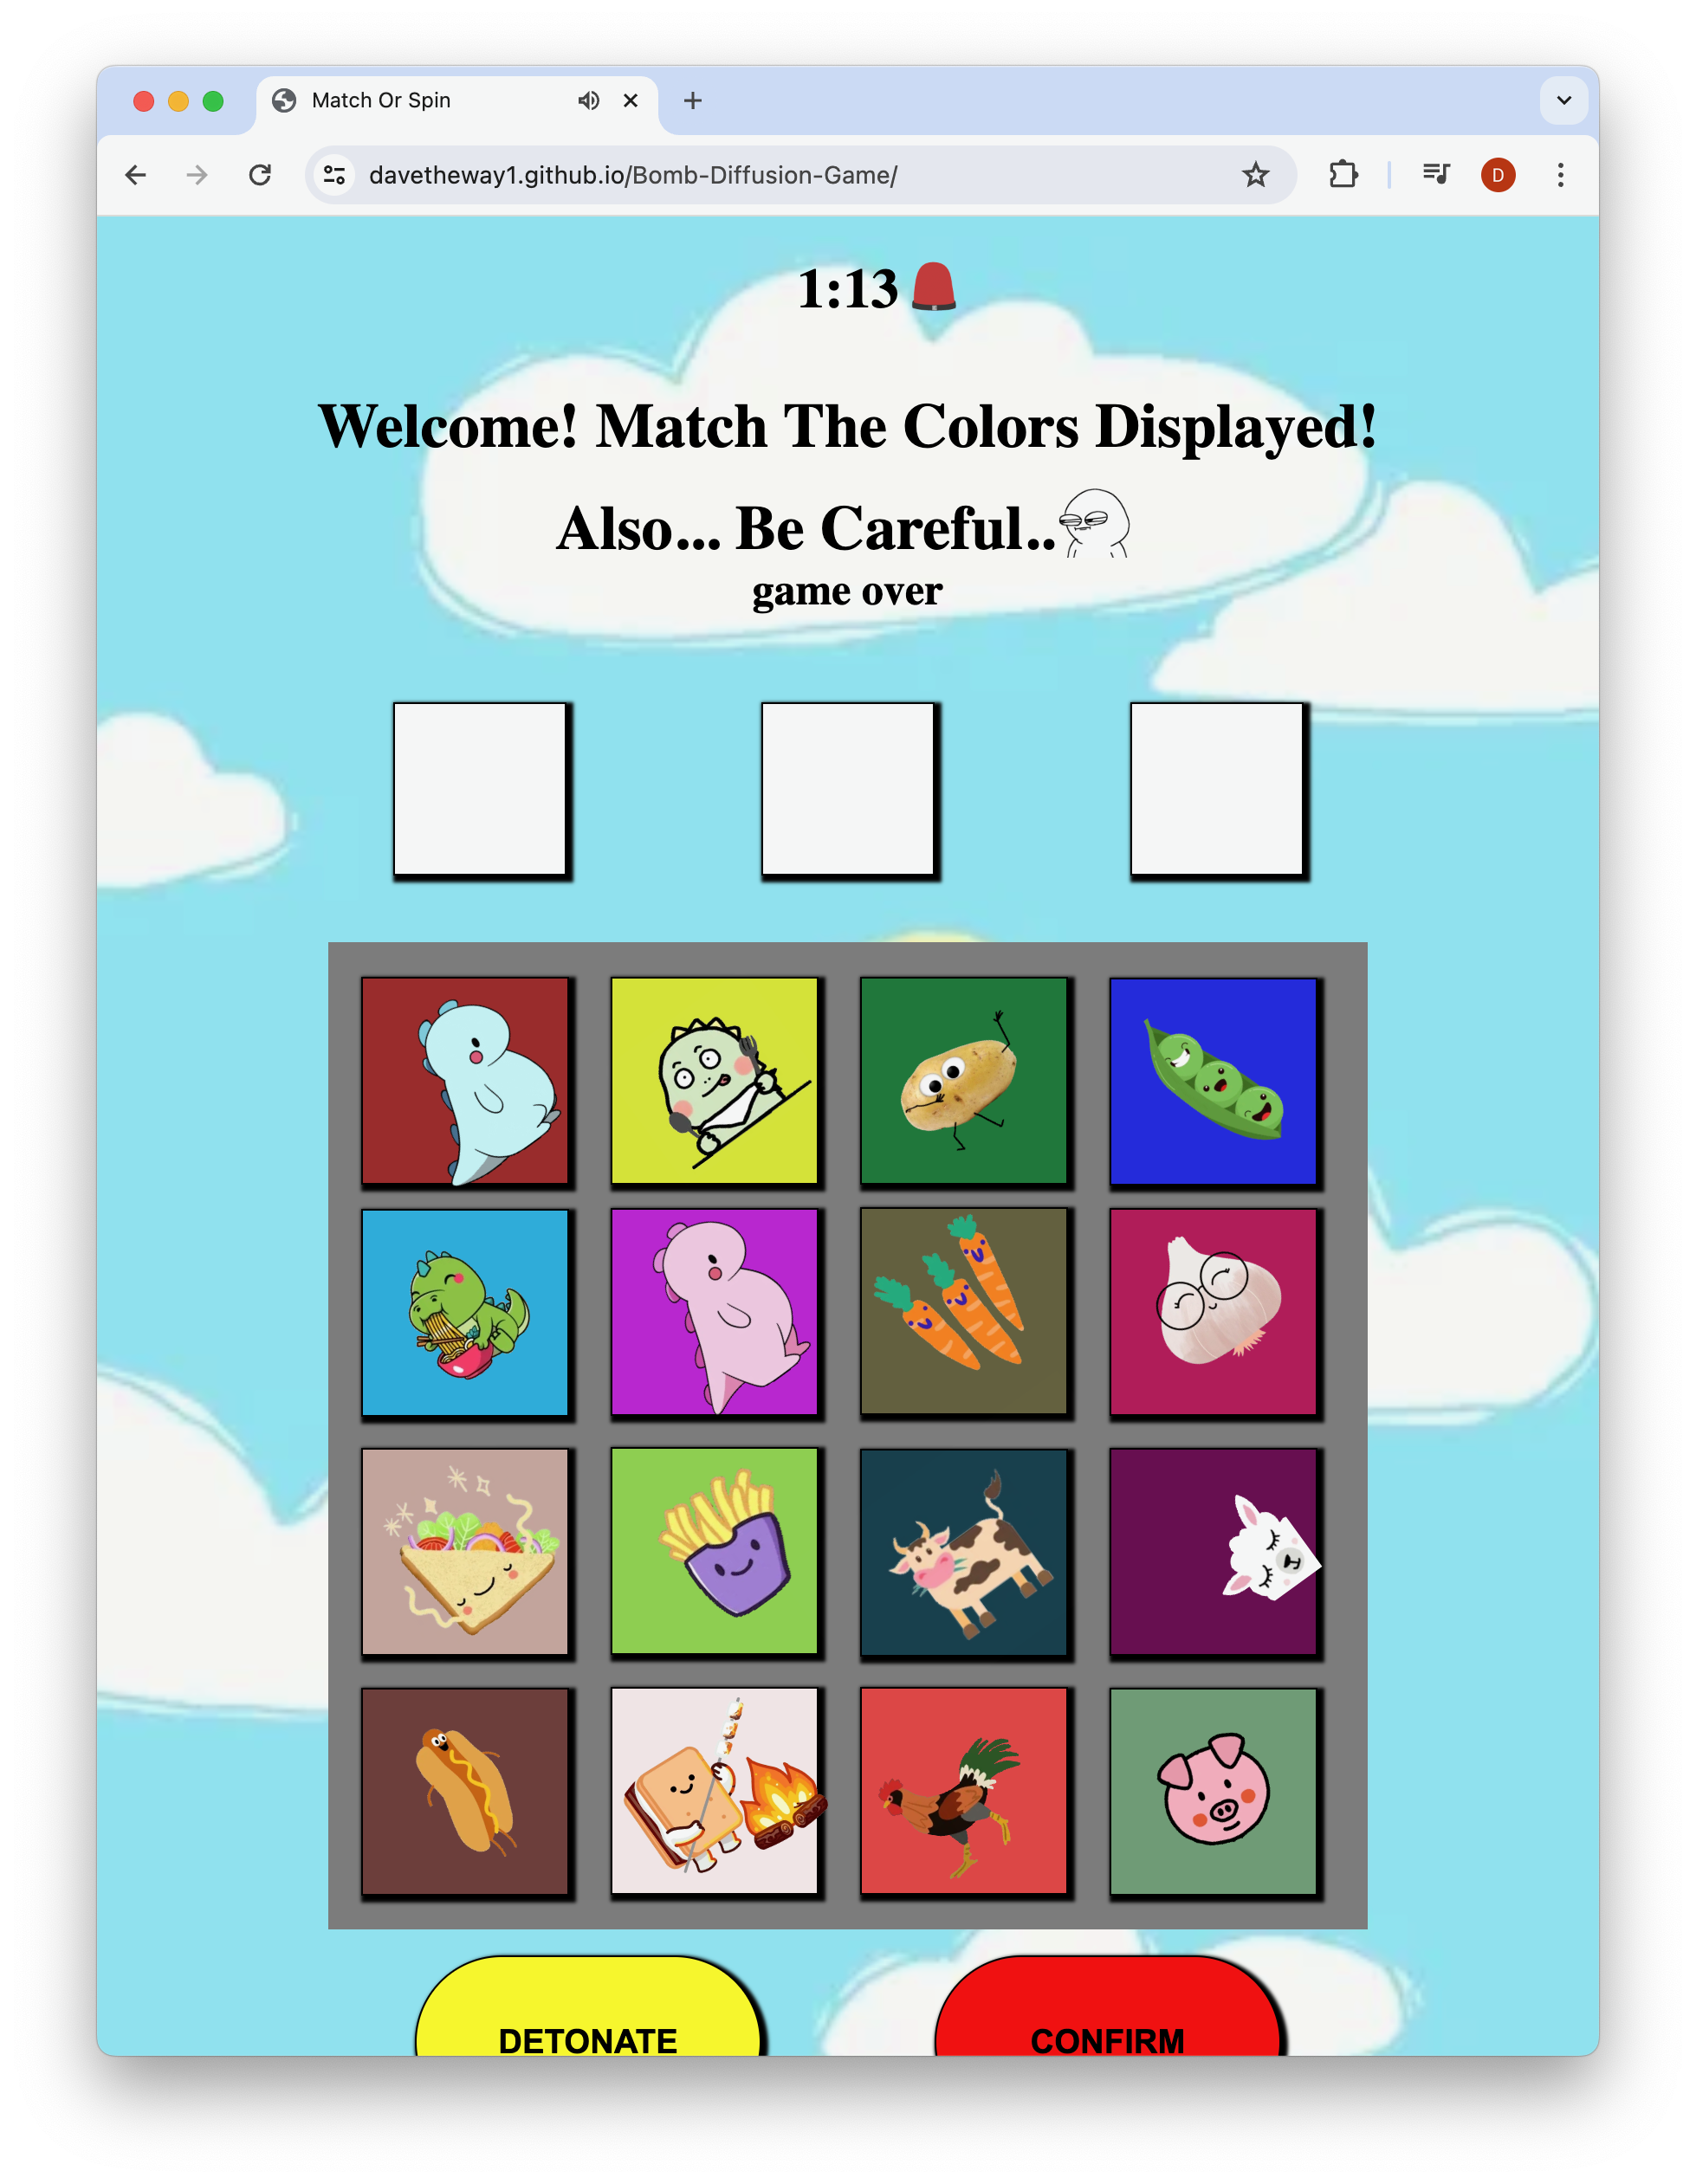 Match Or Spin
davetheway1.github.io/Bomb-Diffusion-Game/
D
1:13
Welcome! Match The Colors Displayed!
Also... Be Careful..
game over
DETONATE
CONFIRM